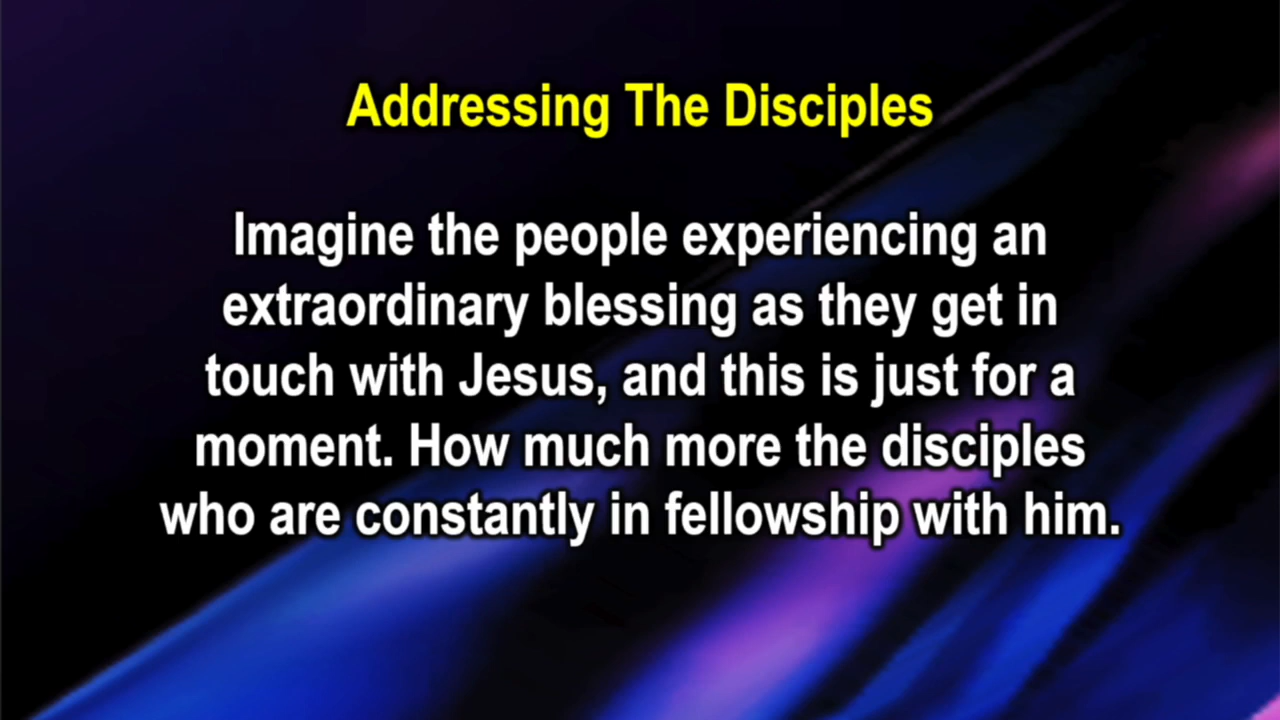 Addressing The Disciples
Imagine the people experiencing an
extraordinary blessing as they get in
touch with Jesus, and this is just for a
moment. How much more the disciples
who are constantly in fellowship with him.